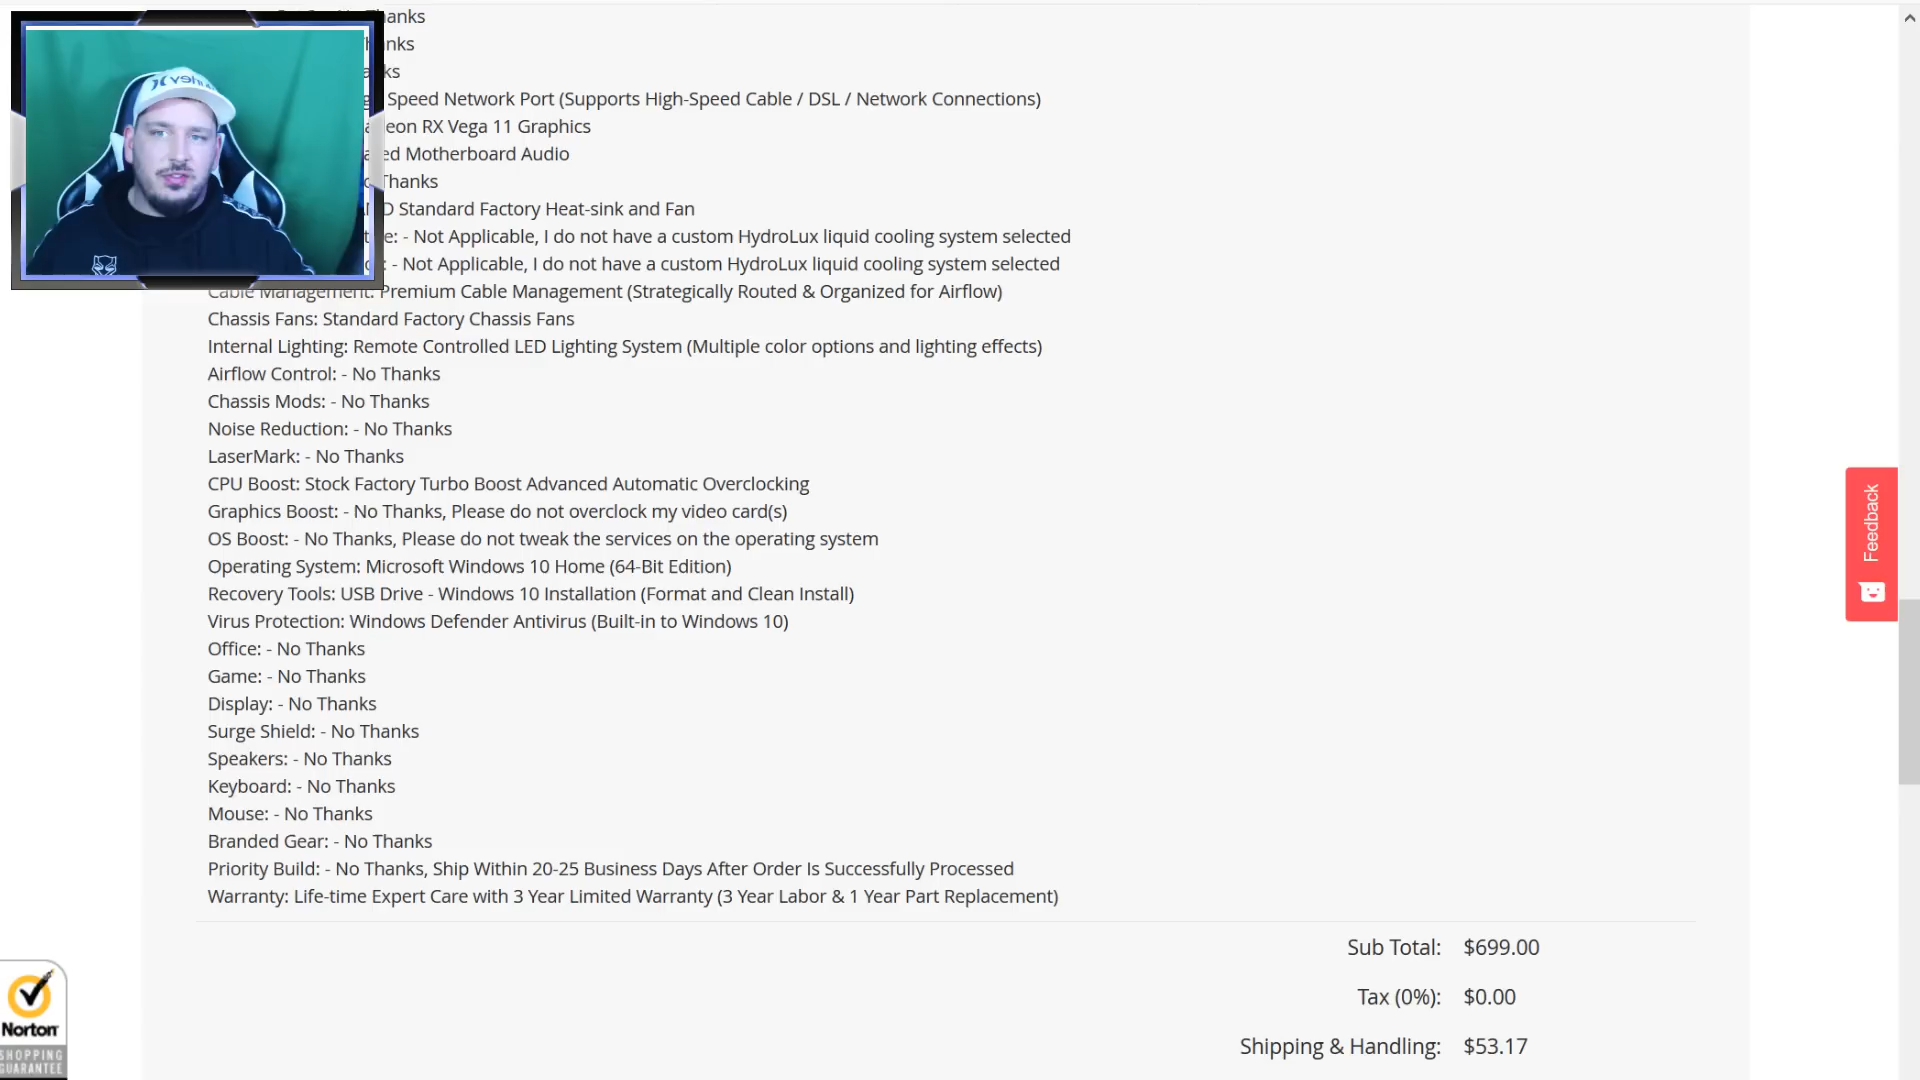 Thanks
Speed Network Port (Supports High-Speed Cable / DSL / Network Connections)
RX Vega 11 Graphics
Motherboard Audio
Thanks
Standard Factory Heat-sink and Fan
- Not Applicable, I do not have a custom HydroLux liquid cooling system selected
- Not Applicable, I do not have a custom HydroLux liquid cooling system selected
Cable Management: Premium Cable Management (Strategically Routed & Organized for Airflow)
Chassis Fans: Standard Factory Chassis Fans
Internal Lighting: Remote Controlled LED Lighting System (Multiple color options and lighting effects)
Airflow Control: - No Thanks
Chassis Mods: - No Thanks
Noise Reduction: - No Thanks
LaserMark: - No Thanks
CPU Boost: Stock Factory Turbo Boost Advanced Automatic Overclocking
Graphics Boost: - No Thanks, Please do not overclock my video card(s)
OS Boost: - No Thanks, Please do not tweak the services on the operating system
Operating System: Microsoft Windows 10 Home (64-Bit Edition)
Recovery Tools: USB Drive - Windows 10 Installation (Format and Clean Install)
Virus Protection: Windows Defender Antivirus (Built-in to Windows 10)
Office: - No Thanks
Game: - No Thanks
Display: - No Thanks
Surge Shield: - No Thanks
Speakers: - No Thanks
Keyboard: - No Thanks
Mouse: - No Thanks
Branded Gear: - No Thanks
Priority Build: - No Thanks, Ship Within 20-25 Business Days After Order Is Successfully Processed
Warranty: Life-time Expert Care with 3 Year Limited Warranty (3 Year Labor & 1 Year Part Replacement)
Sub Total: $699.00
Tax (0%): $0.00
Shipping & Handling: $53.17
Feedback
Norton
SHOPPING
GUARANTEE